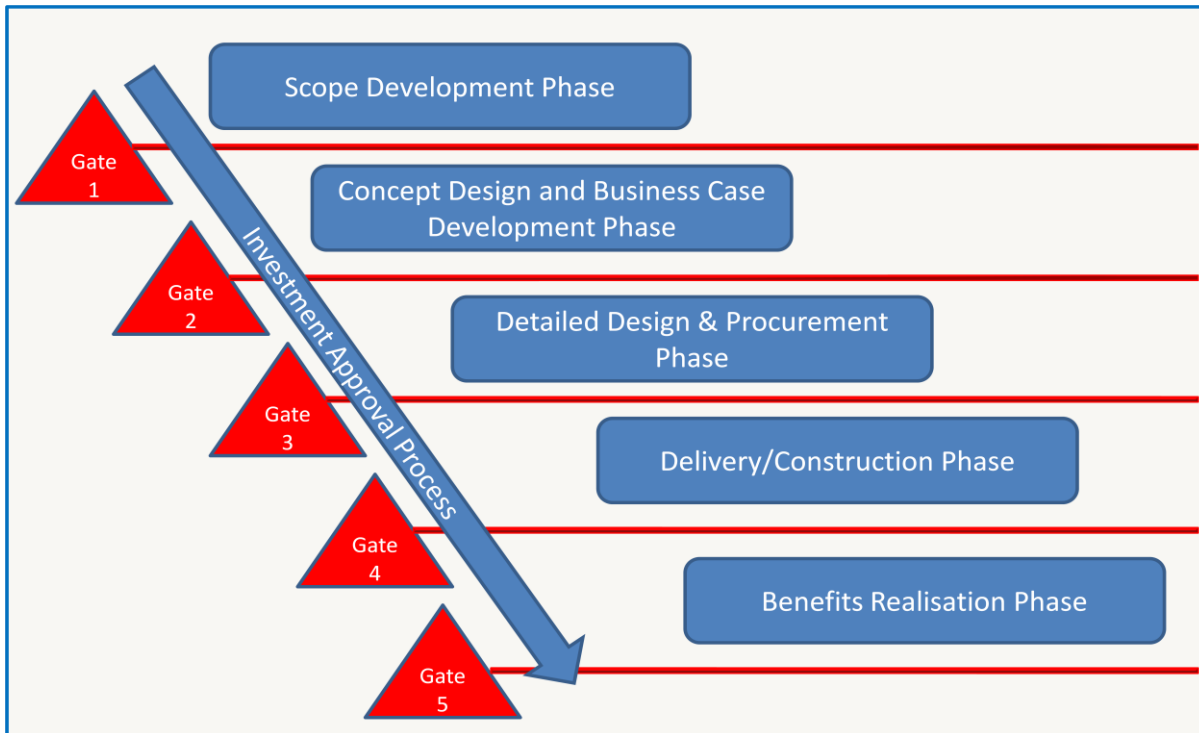 Scope Development Phase
Gate
1
Concept Design and Business Case
Development Phase
Gate
2
Investment Approval Process
Detailed Design & Procurement
Phase
Gate
3
Delivery/Construction Phase
Gate
4
Benefits Realisation Phase
Gate
5